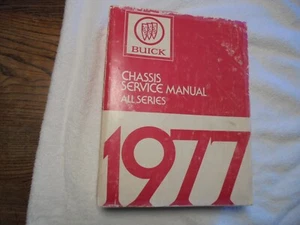 BUICK
CHASSIS
SERVICE MANUAL
ALL SERIES
1977